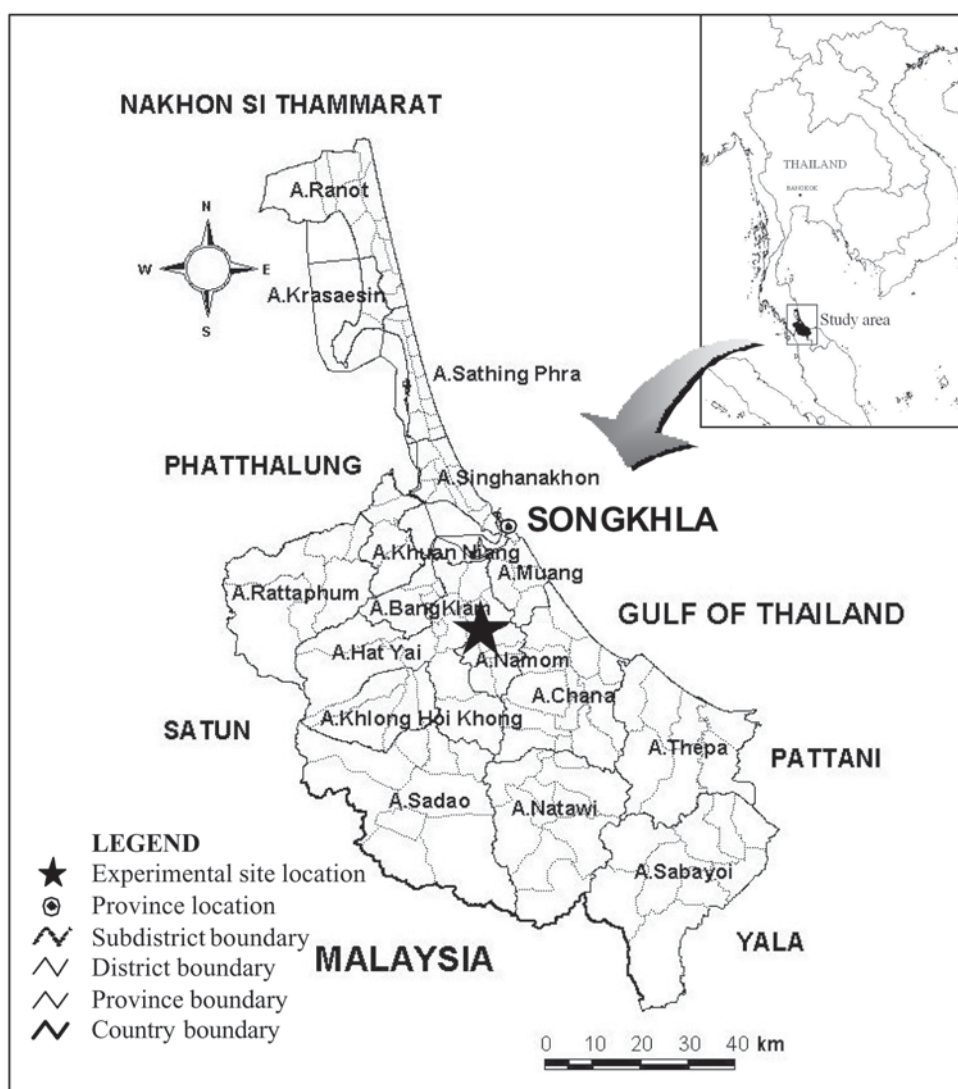 NAKHON SI THAMMARAT
A.Ranot
N
W
E
S
A.Krasaesin
THAILAND
BANGKOK
Study area
A.Sathing Phra
PHATTHALUNG
A.Singhanakhon
SONGKHLA
A.Khuan Niang
A.Muang
A.Rattaphum
A.BangKlam
GULF OF THAILAND
A.Hat Yai
A.Namom
A.Chana
SATUN
A.Khlong Hoi Khong
A.Thepa
PATTANI
A.Sadao
A.Natawi
A.Sabayoi
YALA
MALAYSIA
LEGEND
Experimental site location
Province location
Subdistrict boundary
District boundary
Province boundary
Country boundary
0 10 20 30 40 km